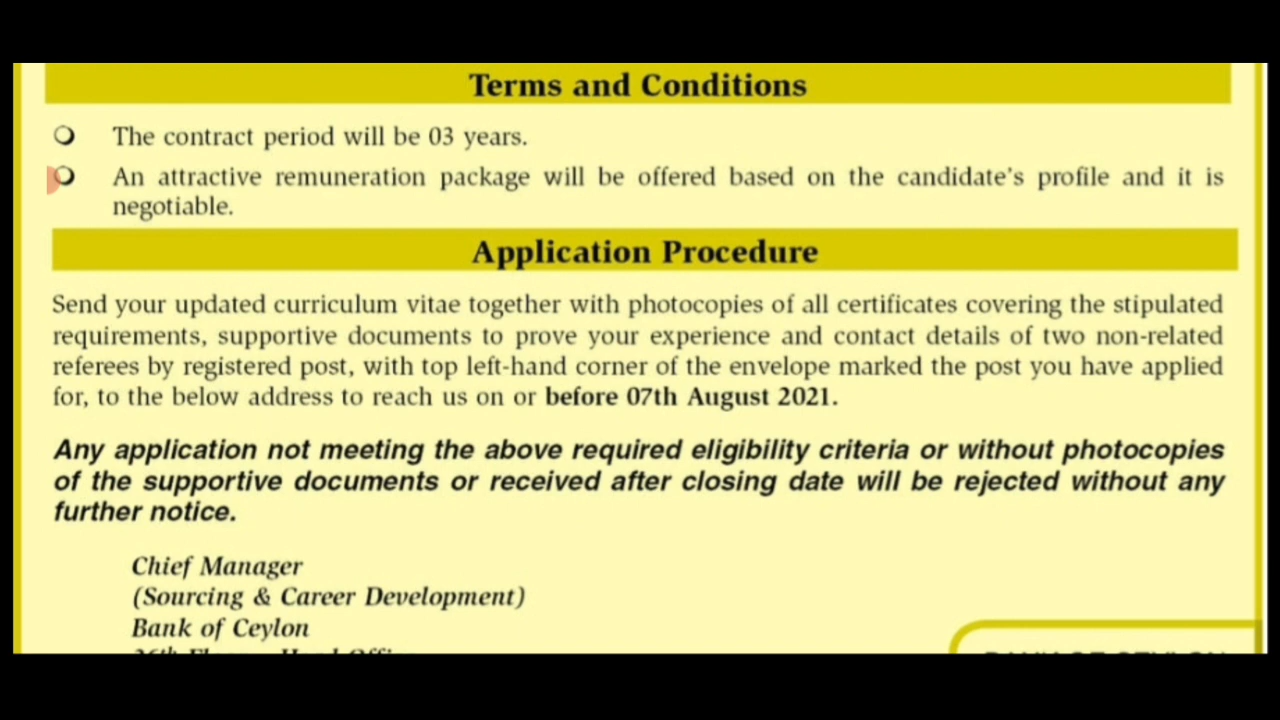 Terms and Conditions
The contract period will be 03 years.
An attractive remuneration package will be offered based on the candidate's profile and it is
negotiable.
Application Procedure
Send your updated curriculum vitae together with photocopies of all certificates covering the stipulated
requirements, supportive documents to prove your experience and contact details of two non-related
referees by registered post, with top left-hand corner of the envelope marked the post you have applied
for, to the below address to reach us on or before 07th August 2021.
Any application not meeting the above required eligibility criteria or without photocopies
of the supportive documents or received after closing date will be rejected without any
further notice.
Chief Manager
(Sourcing & Career Development)
Bank of Ceylon